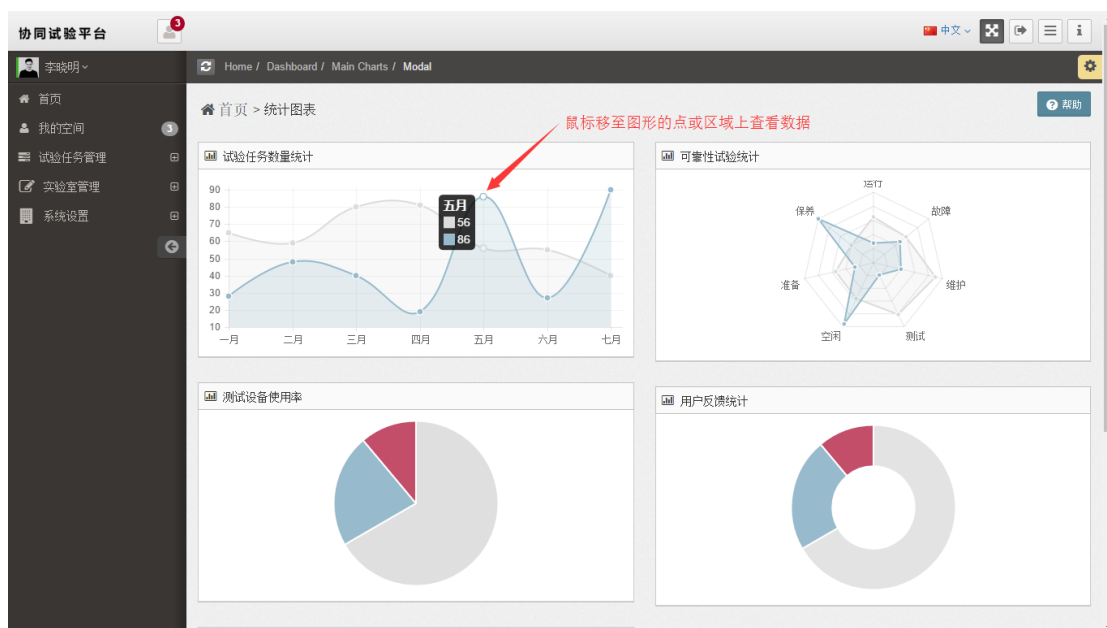 协同试验平台
3
中文
i
李晓明
Home / Dashboard / Main Charts / Modal
首页
我的空间
3
试验任务管理
实验室管理
系统设置
首页 > 统计图表
帮助
鼠标移至图形的点或区域上查看数据
试验任务数量统计
90
80
70
60
50
40
30
20
10
一月
二月
三月
四月
五月
六月
七月
五月
56
86
可靠性试验统计
运行
故障
维护
测试
空闲
准备
保养
测试设备使用率
用户反馈统计